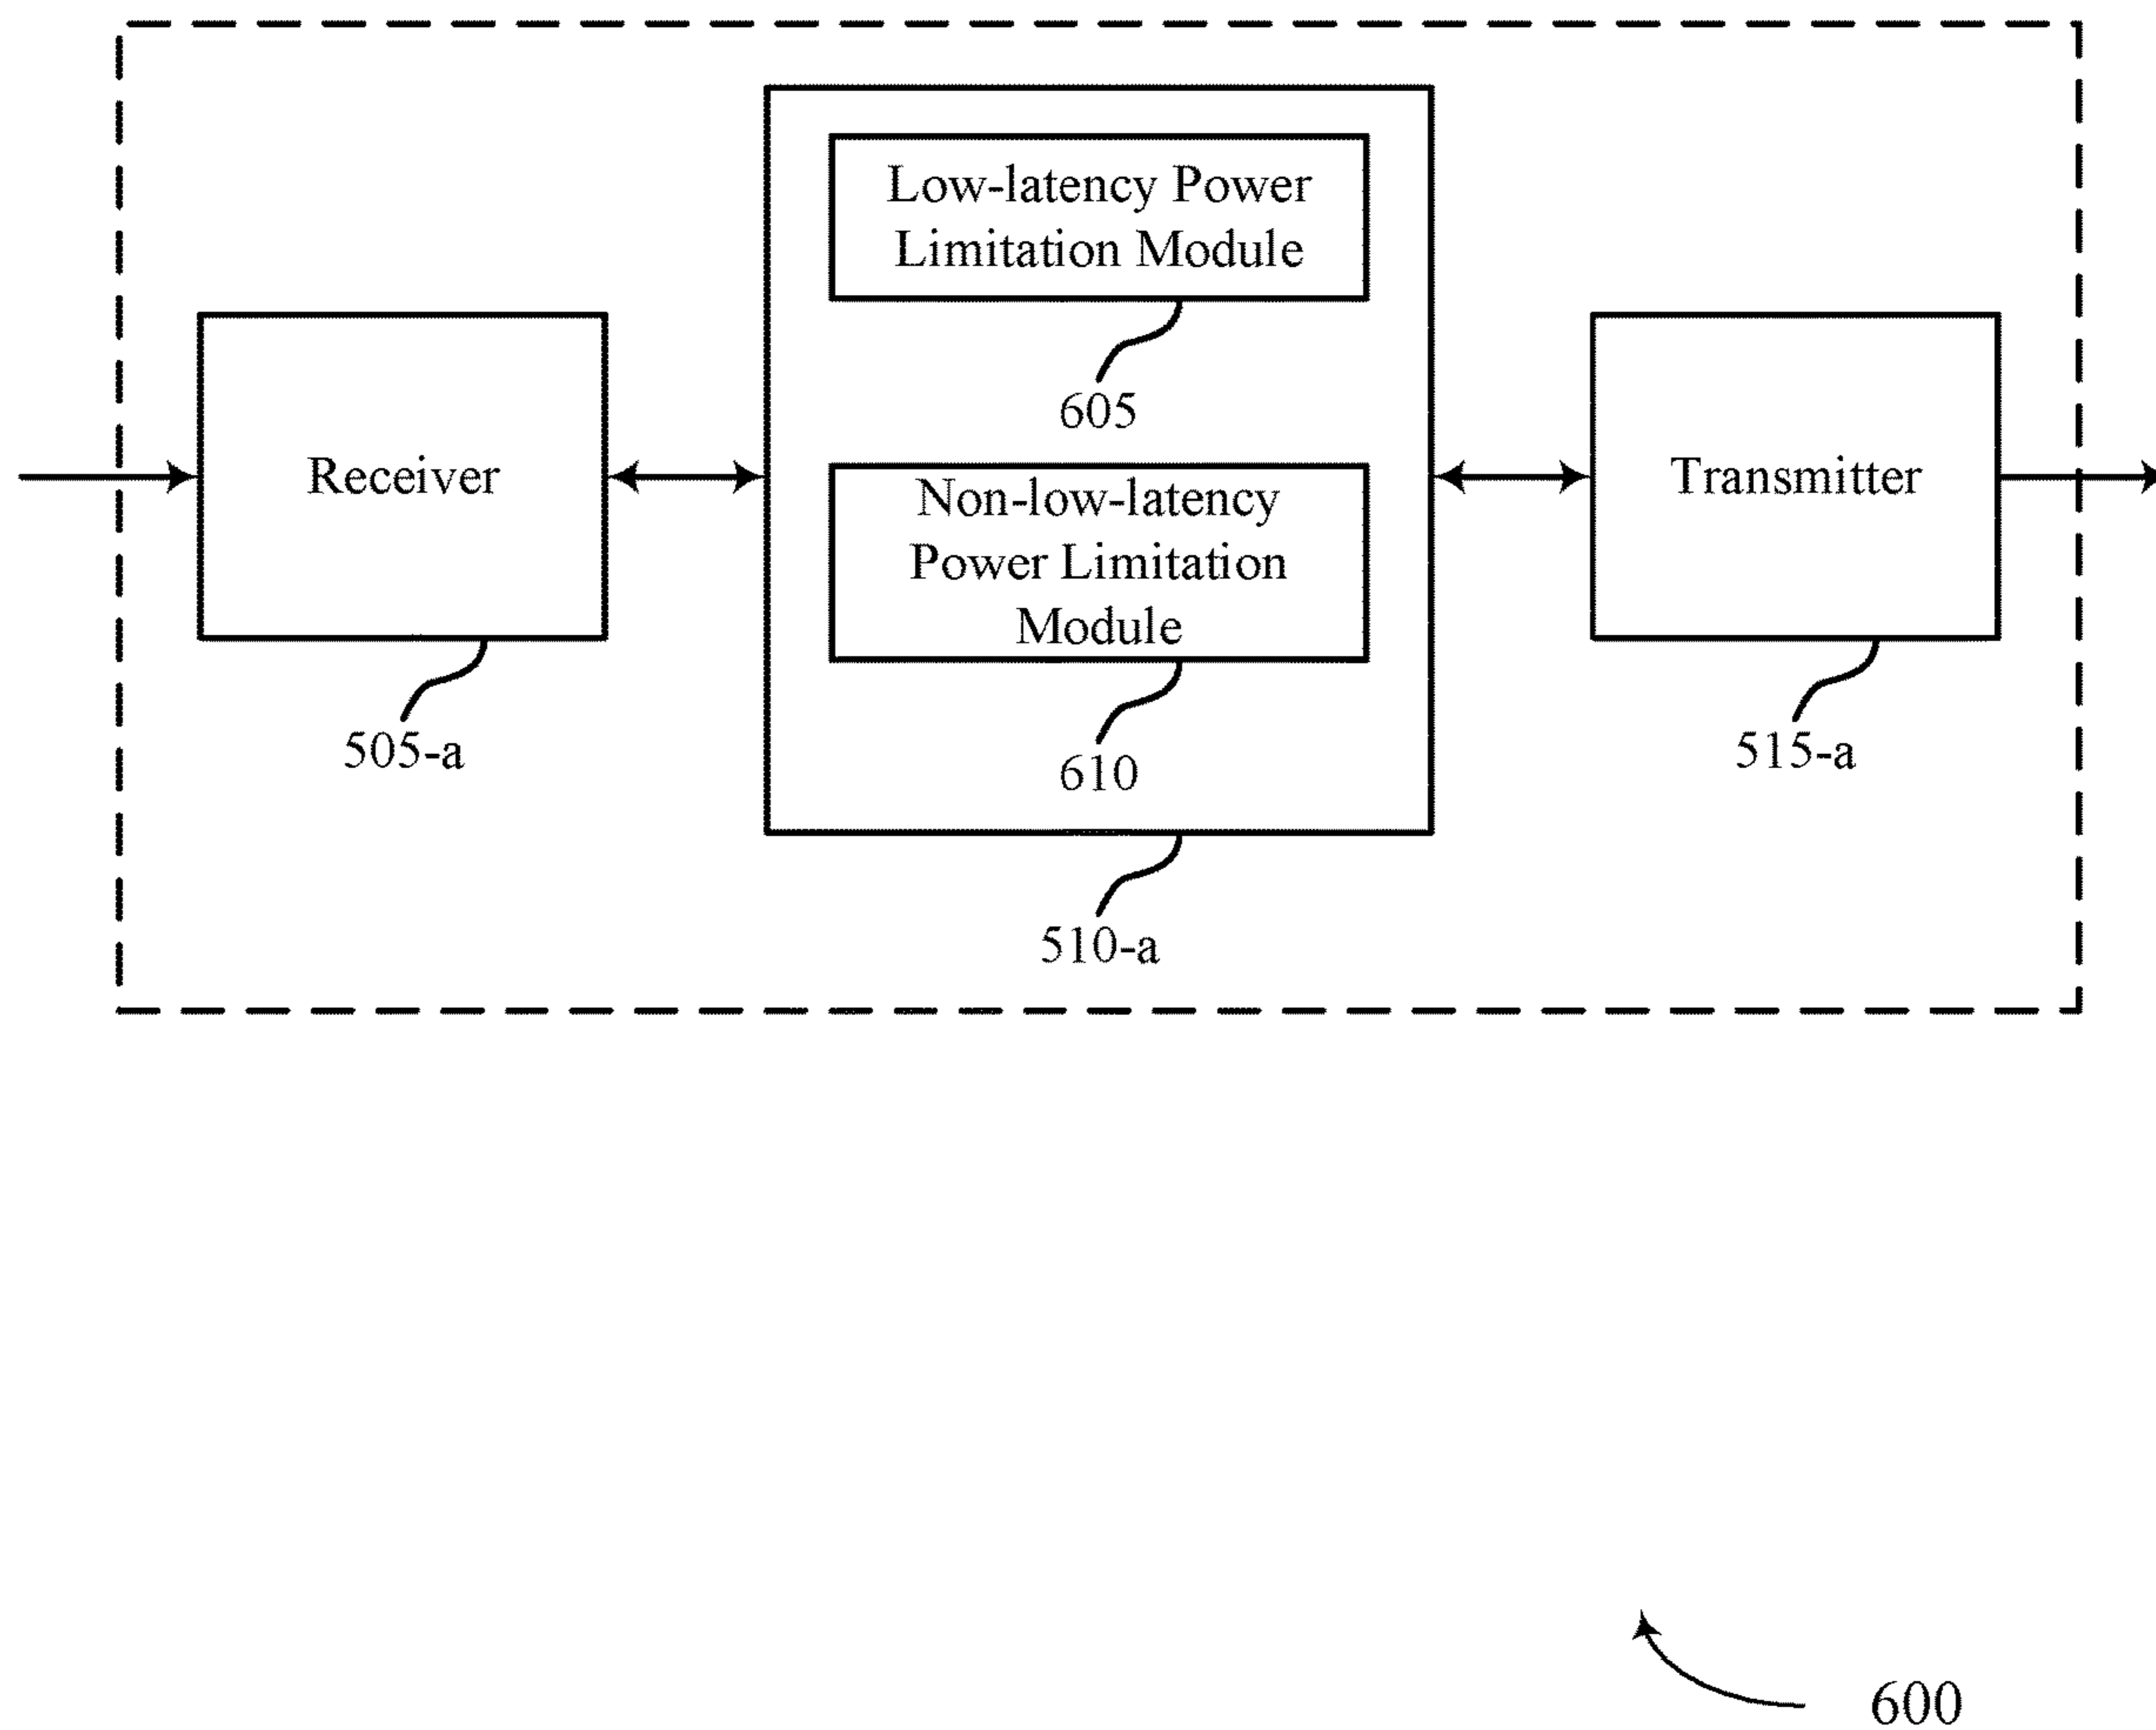 Low-latency Power
Limitation Module
605
Receiver
Non-low-latency
Power Limitation
Module
Transmitter
505-a
610
515-a
510-a
600